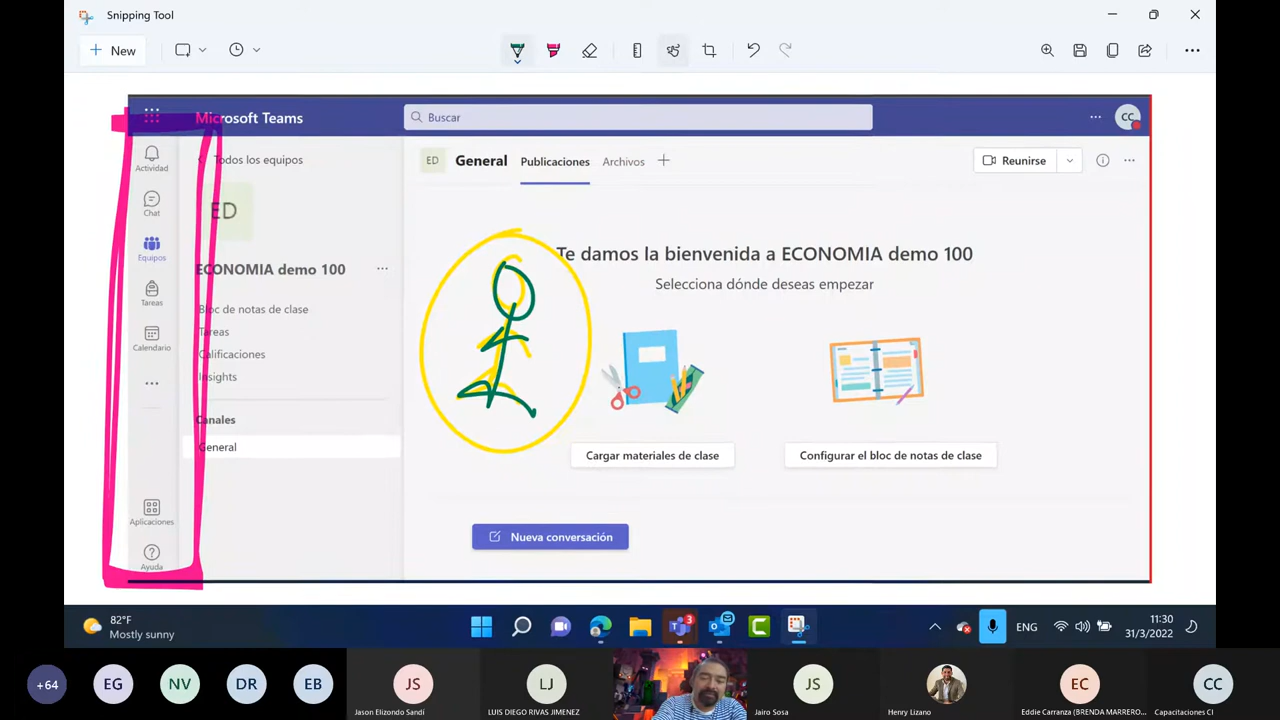 Snipping Tool
New
Microsoft Teams
Buscar
CC
Actividad
Chat
Equipos
Tareas
Calendario
Aplicaciones
Ayuda
Todos los equipos
ED
ECONOMIA demo 100
Bloc de notas de clase
Tareas
Calificaciones
Insights
Canales
General
ED General Publicaciones Archivos
Reunirse
Te damos la bienvenida a ECONOMIA demo 100
Selecciona dónde deseas empezar
Cargar materiales de clase
Configurar el bloc de notas de clase
Nueva conversación
82°F
Mostly sunny
3
ENG
11:30
31/3/2022
+64
EG
NV
DR
EB
JS
Jason Elizondo Sandí
LJ
LUIS DIEGO RIVAS JIMENEZ
JS
Jairo Sosa
Henry Lizano
EC
Eddie Carranza (BRENDA MARRERO...
CC
Capacitaciones CI